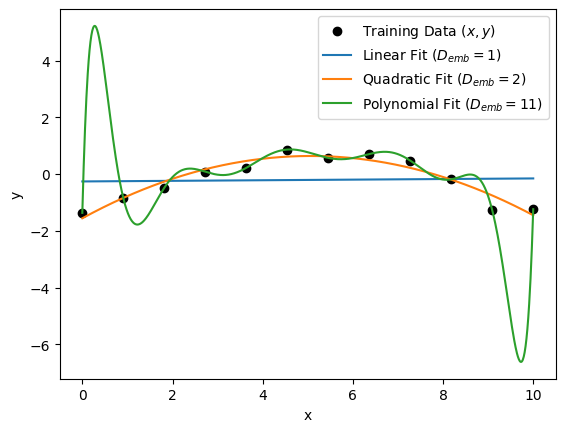 Training Data (x, y)
Linear Fit (D_emb = 1)
Quadratic Fit (D_emb = 2)
Polynomial Fit (D_emb = 11)
4
2
0
−2
−4
−6
y
0 2 4 6 8 10
x